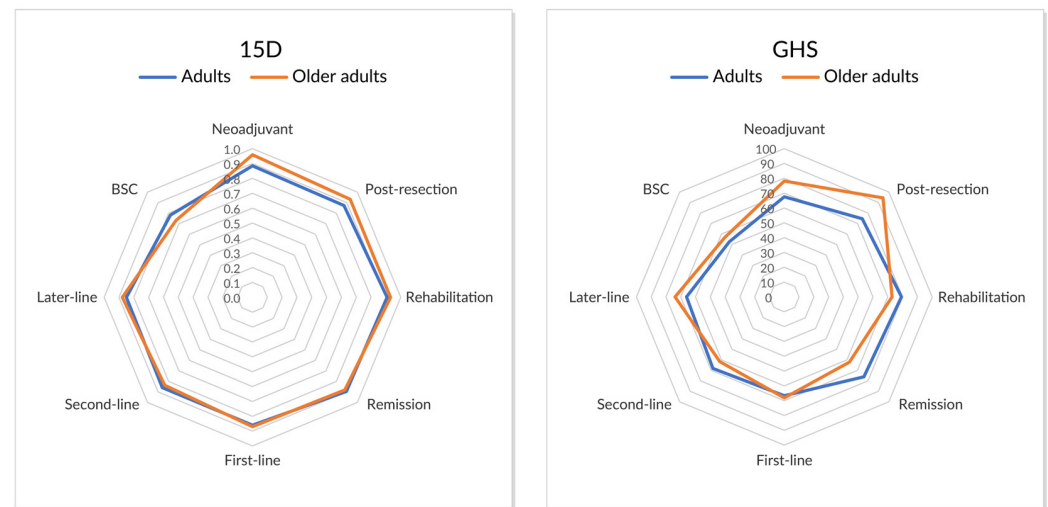 15D
Adults Older adults
Neoadjuvant
1.0
0.9
0.8
0.7
0.6
0.5
0.4
0.3
0.2
0.1
0.0
Post-resection
Rehabilitation
Remission
First-line
Second-line
Later-line
BSC
GHS
Adults Older adults
Neoadjuvant
100
90
80
70
60
50
40
30
20
10
0
Post-resection
Rehabilitation
Remission
First-line
Second-line
Later-line
BSC